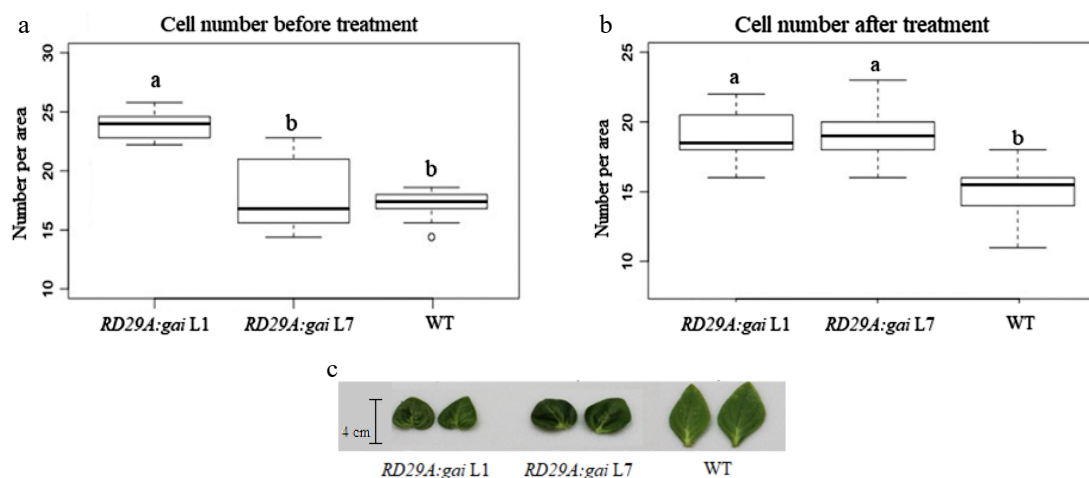 a
Cell number before treatment
Number per area
30
25
20
15
10
a
b
b
RD29A:gai L1
RD29A:gai L7
WT
b
Cell number after treatment
Number per area
25
20
15
10
a
a
b
RD29A:gai L1
RD29A:gai L7
WT
c
4 cm
RD29A:gai L1
RD29A:gai L7
WT